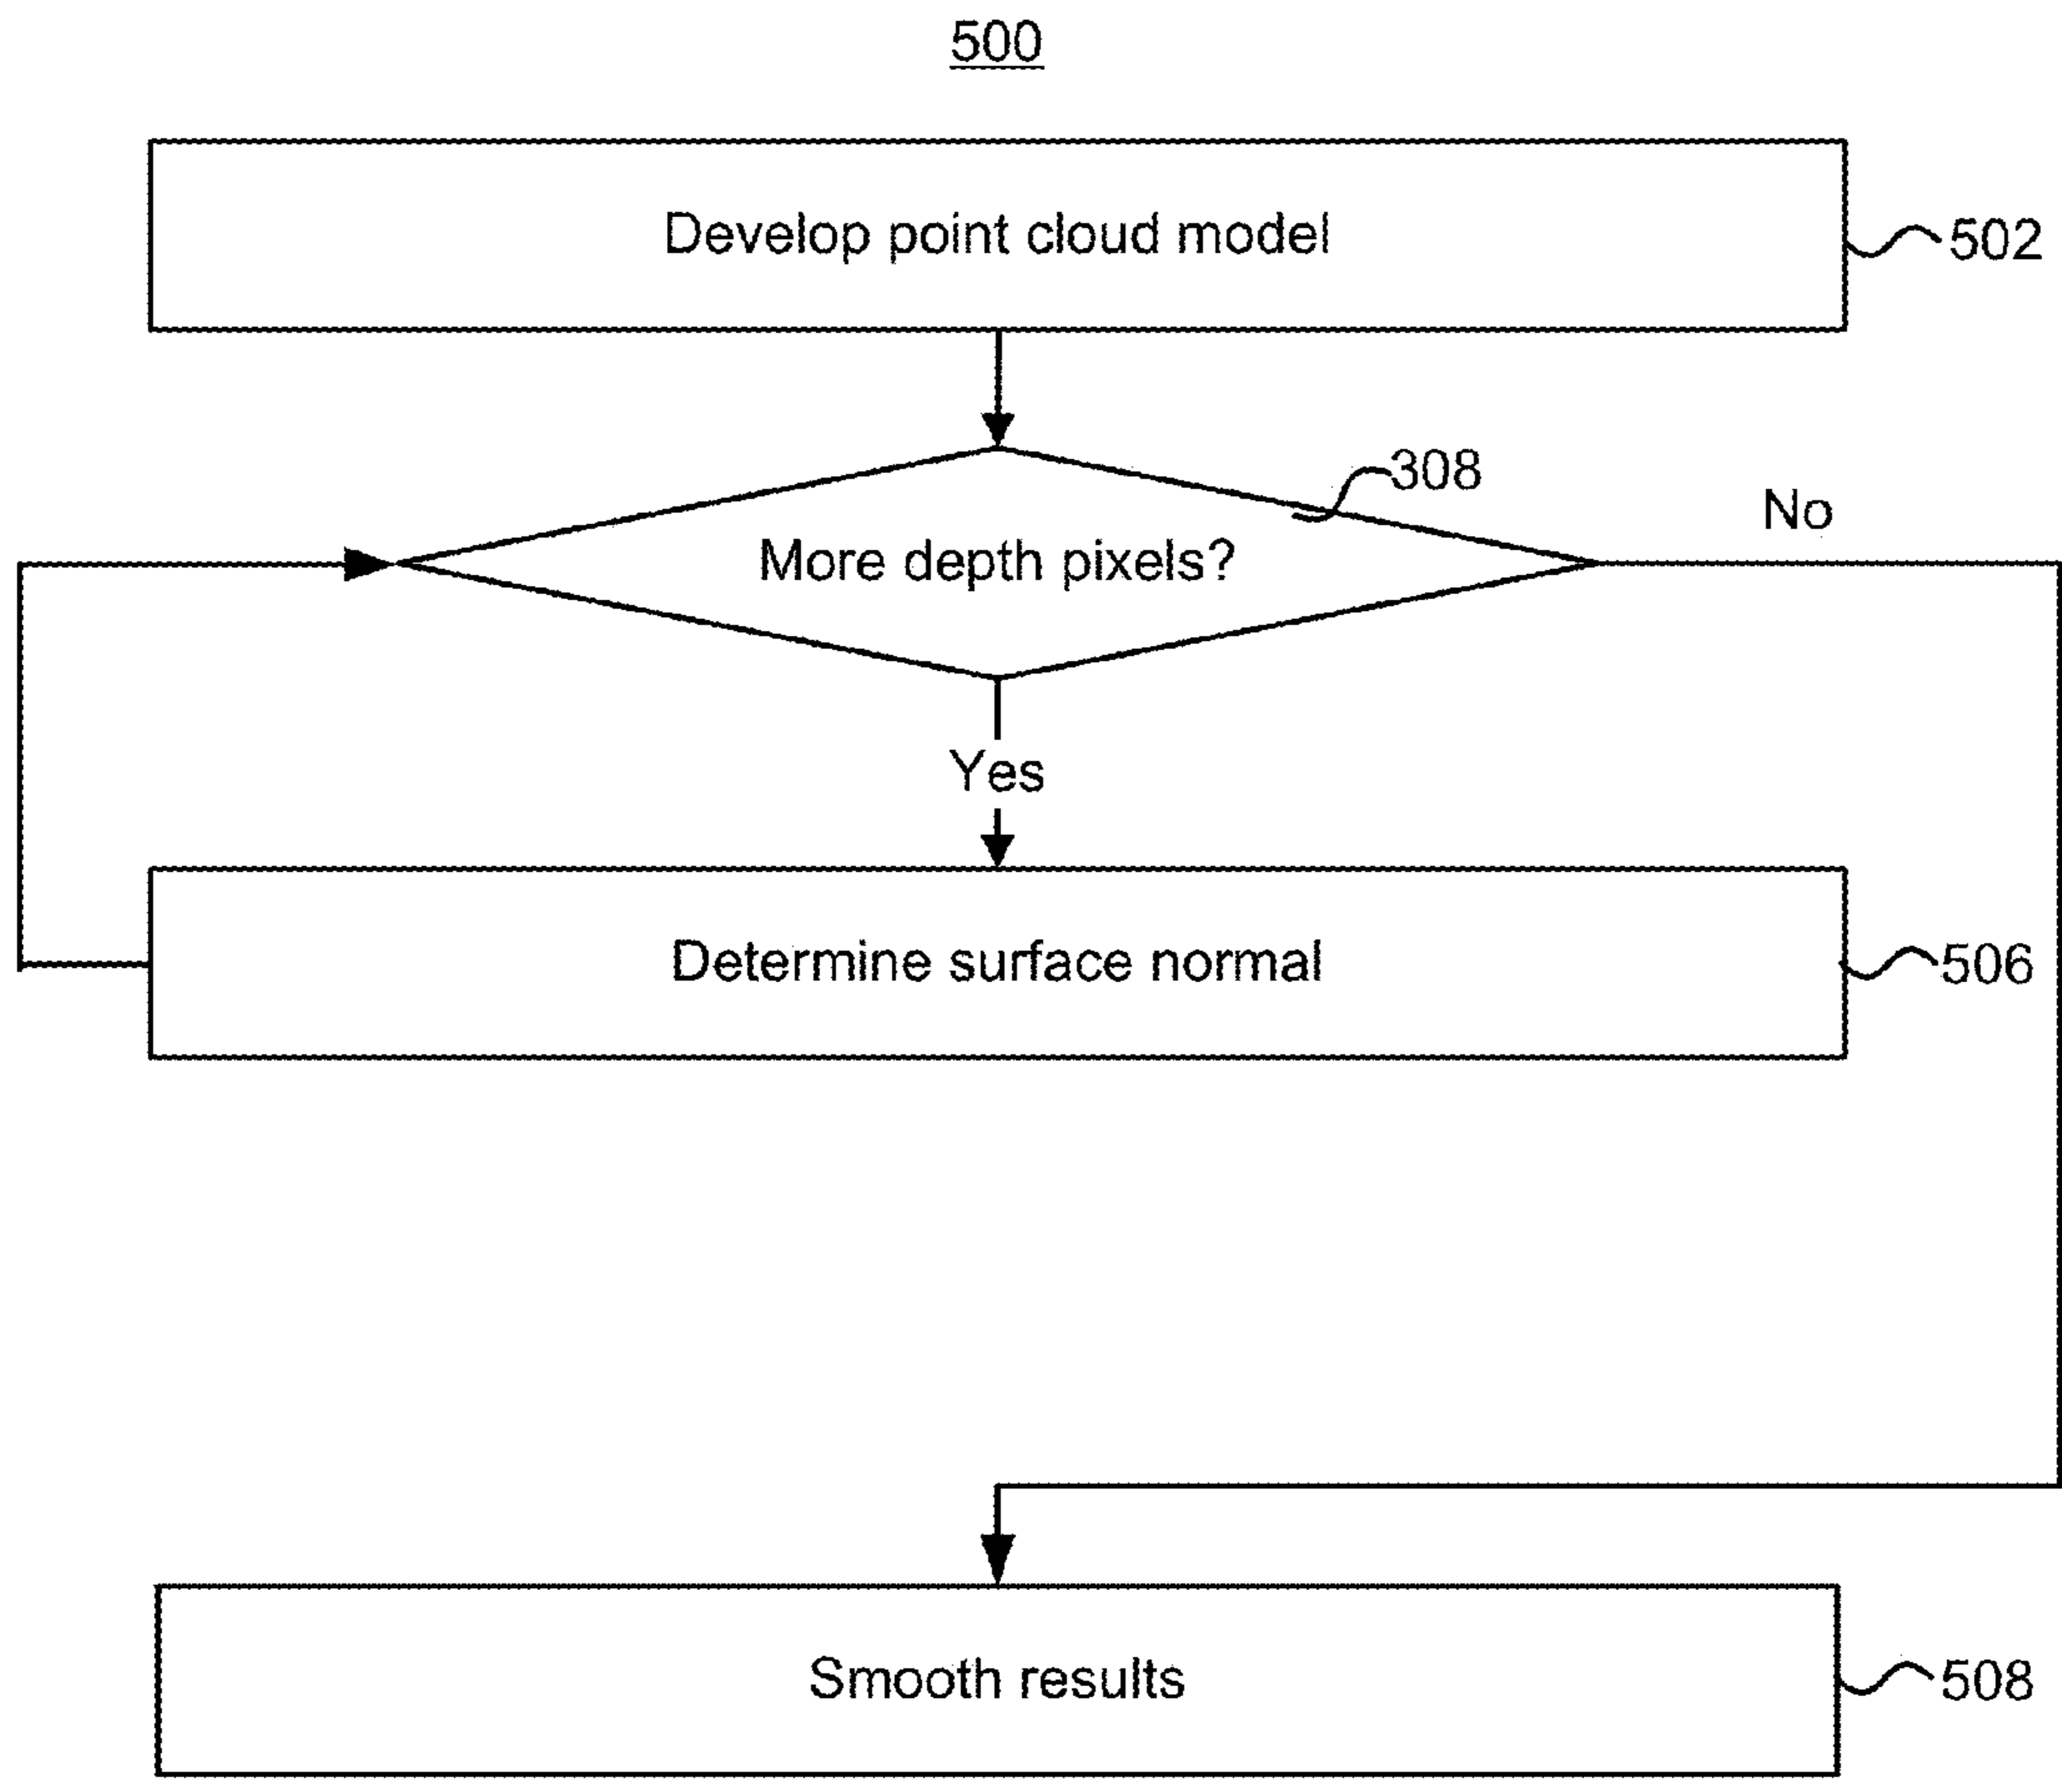 500
Develop point cloud model
502
308
No
More depth pixels?
Yes
Determine surface normal
506
Smooth results
508